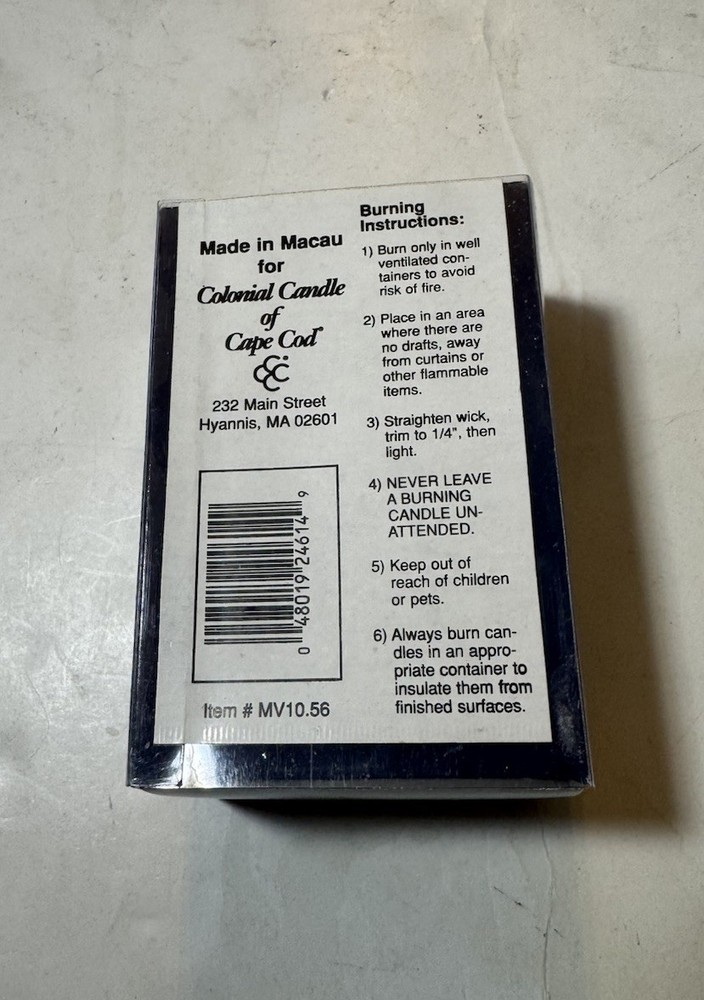 Made in Macau
for
Colonial Candle
of
Cape Cod®
CCC
232 Main Street
Hyannis, MA 02601
0 48019 24614 9
Item # MV10.56
Burning
Instructions:
1) Burn only in well
ventilated con-
tainers to avoid
risk of fire.
2) Place in an area
where there are
no drafts, away
from curtains or
other flammable
items.
3) Straighten wick,
trim to 1/4", then
light.
4) NEVER LEAVE
A BURNING
CANDLE UN-
ATTENDED.
5) Keep out of
reach of children
or pets.
6) Always burn can-
dles in an appro-
priate container to
insulate them from
finished surfaces.